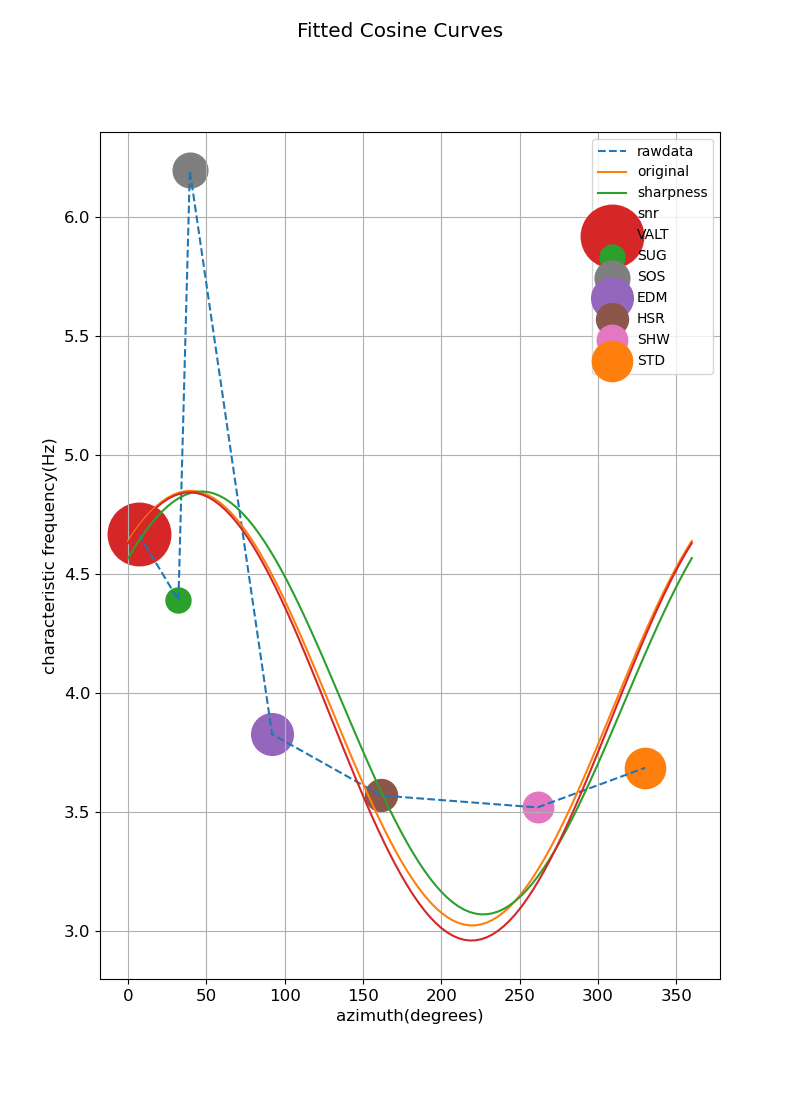 Fitted Cosine Curves
rawdata
original
sharpness
snr
VALT
SUG
SOS
EDM
HSR
SHW
STD
characteristic frequency(Hz)
6.0
5.5
5.0
4.5
4.0
3.5
3.0
0 50 100 150 200 250 300 350
azimuth(degrees)